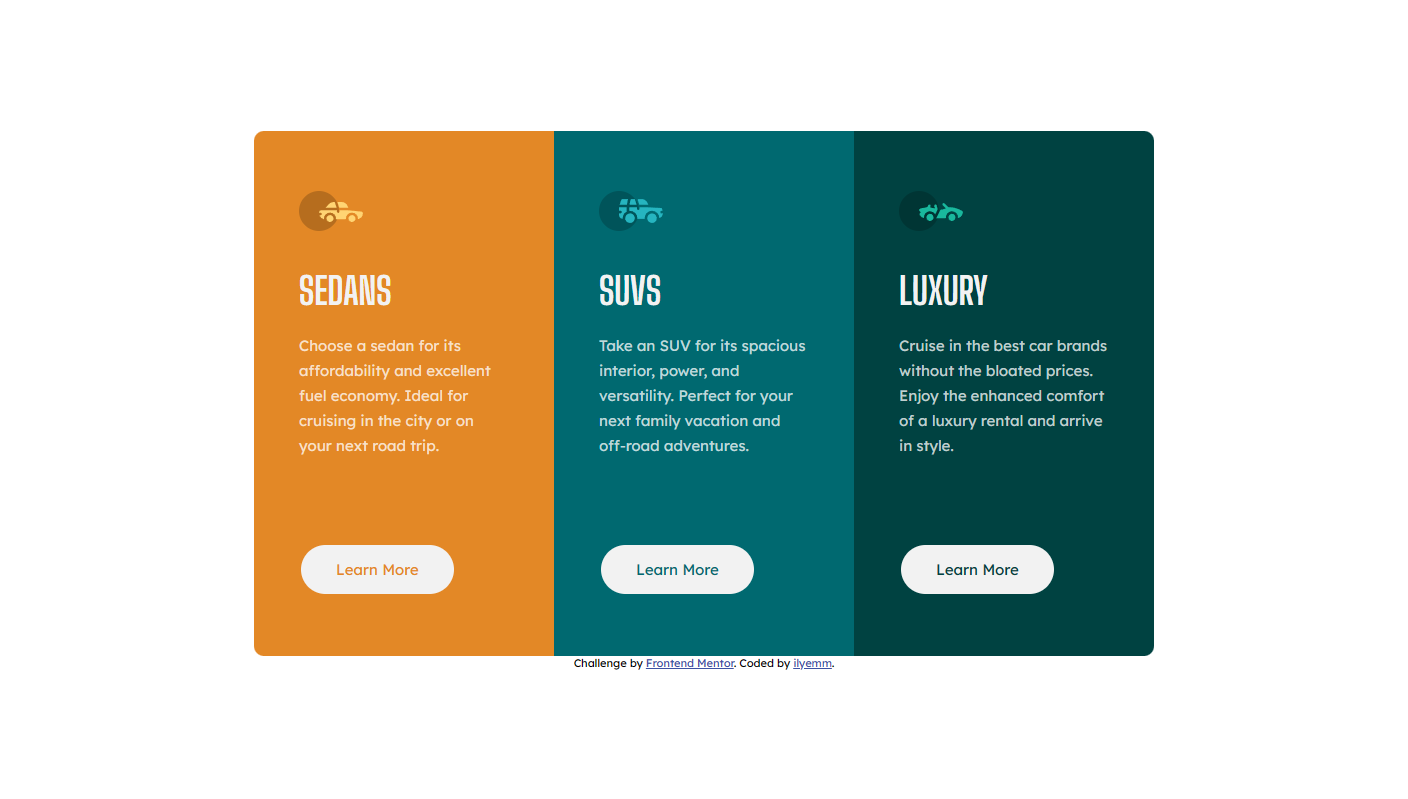 SEDANS
Choose a sedan for its
affordability and excellent
fuel economy. Ideal for
cruising in the city or on
your next road trip.
Learn More
SUVS
Take an SUV for its spacious
interior, power, and
versatility. Perfect for your
next family vacation and
off-road adventures.
Learn More
LUXURY
Cruise in the best car brands
without the bloated prices.
Enjoy the enhanced comfort
of a luxury rental and arrive
in style.
Learn More
Challenge by Frontend Mentor. Coded by ilyemm.